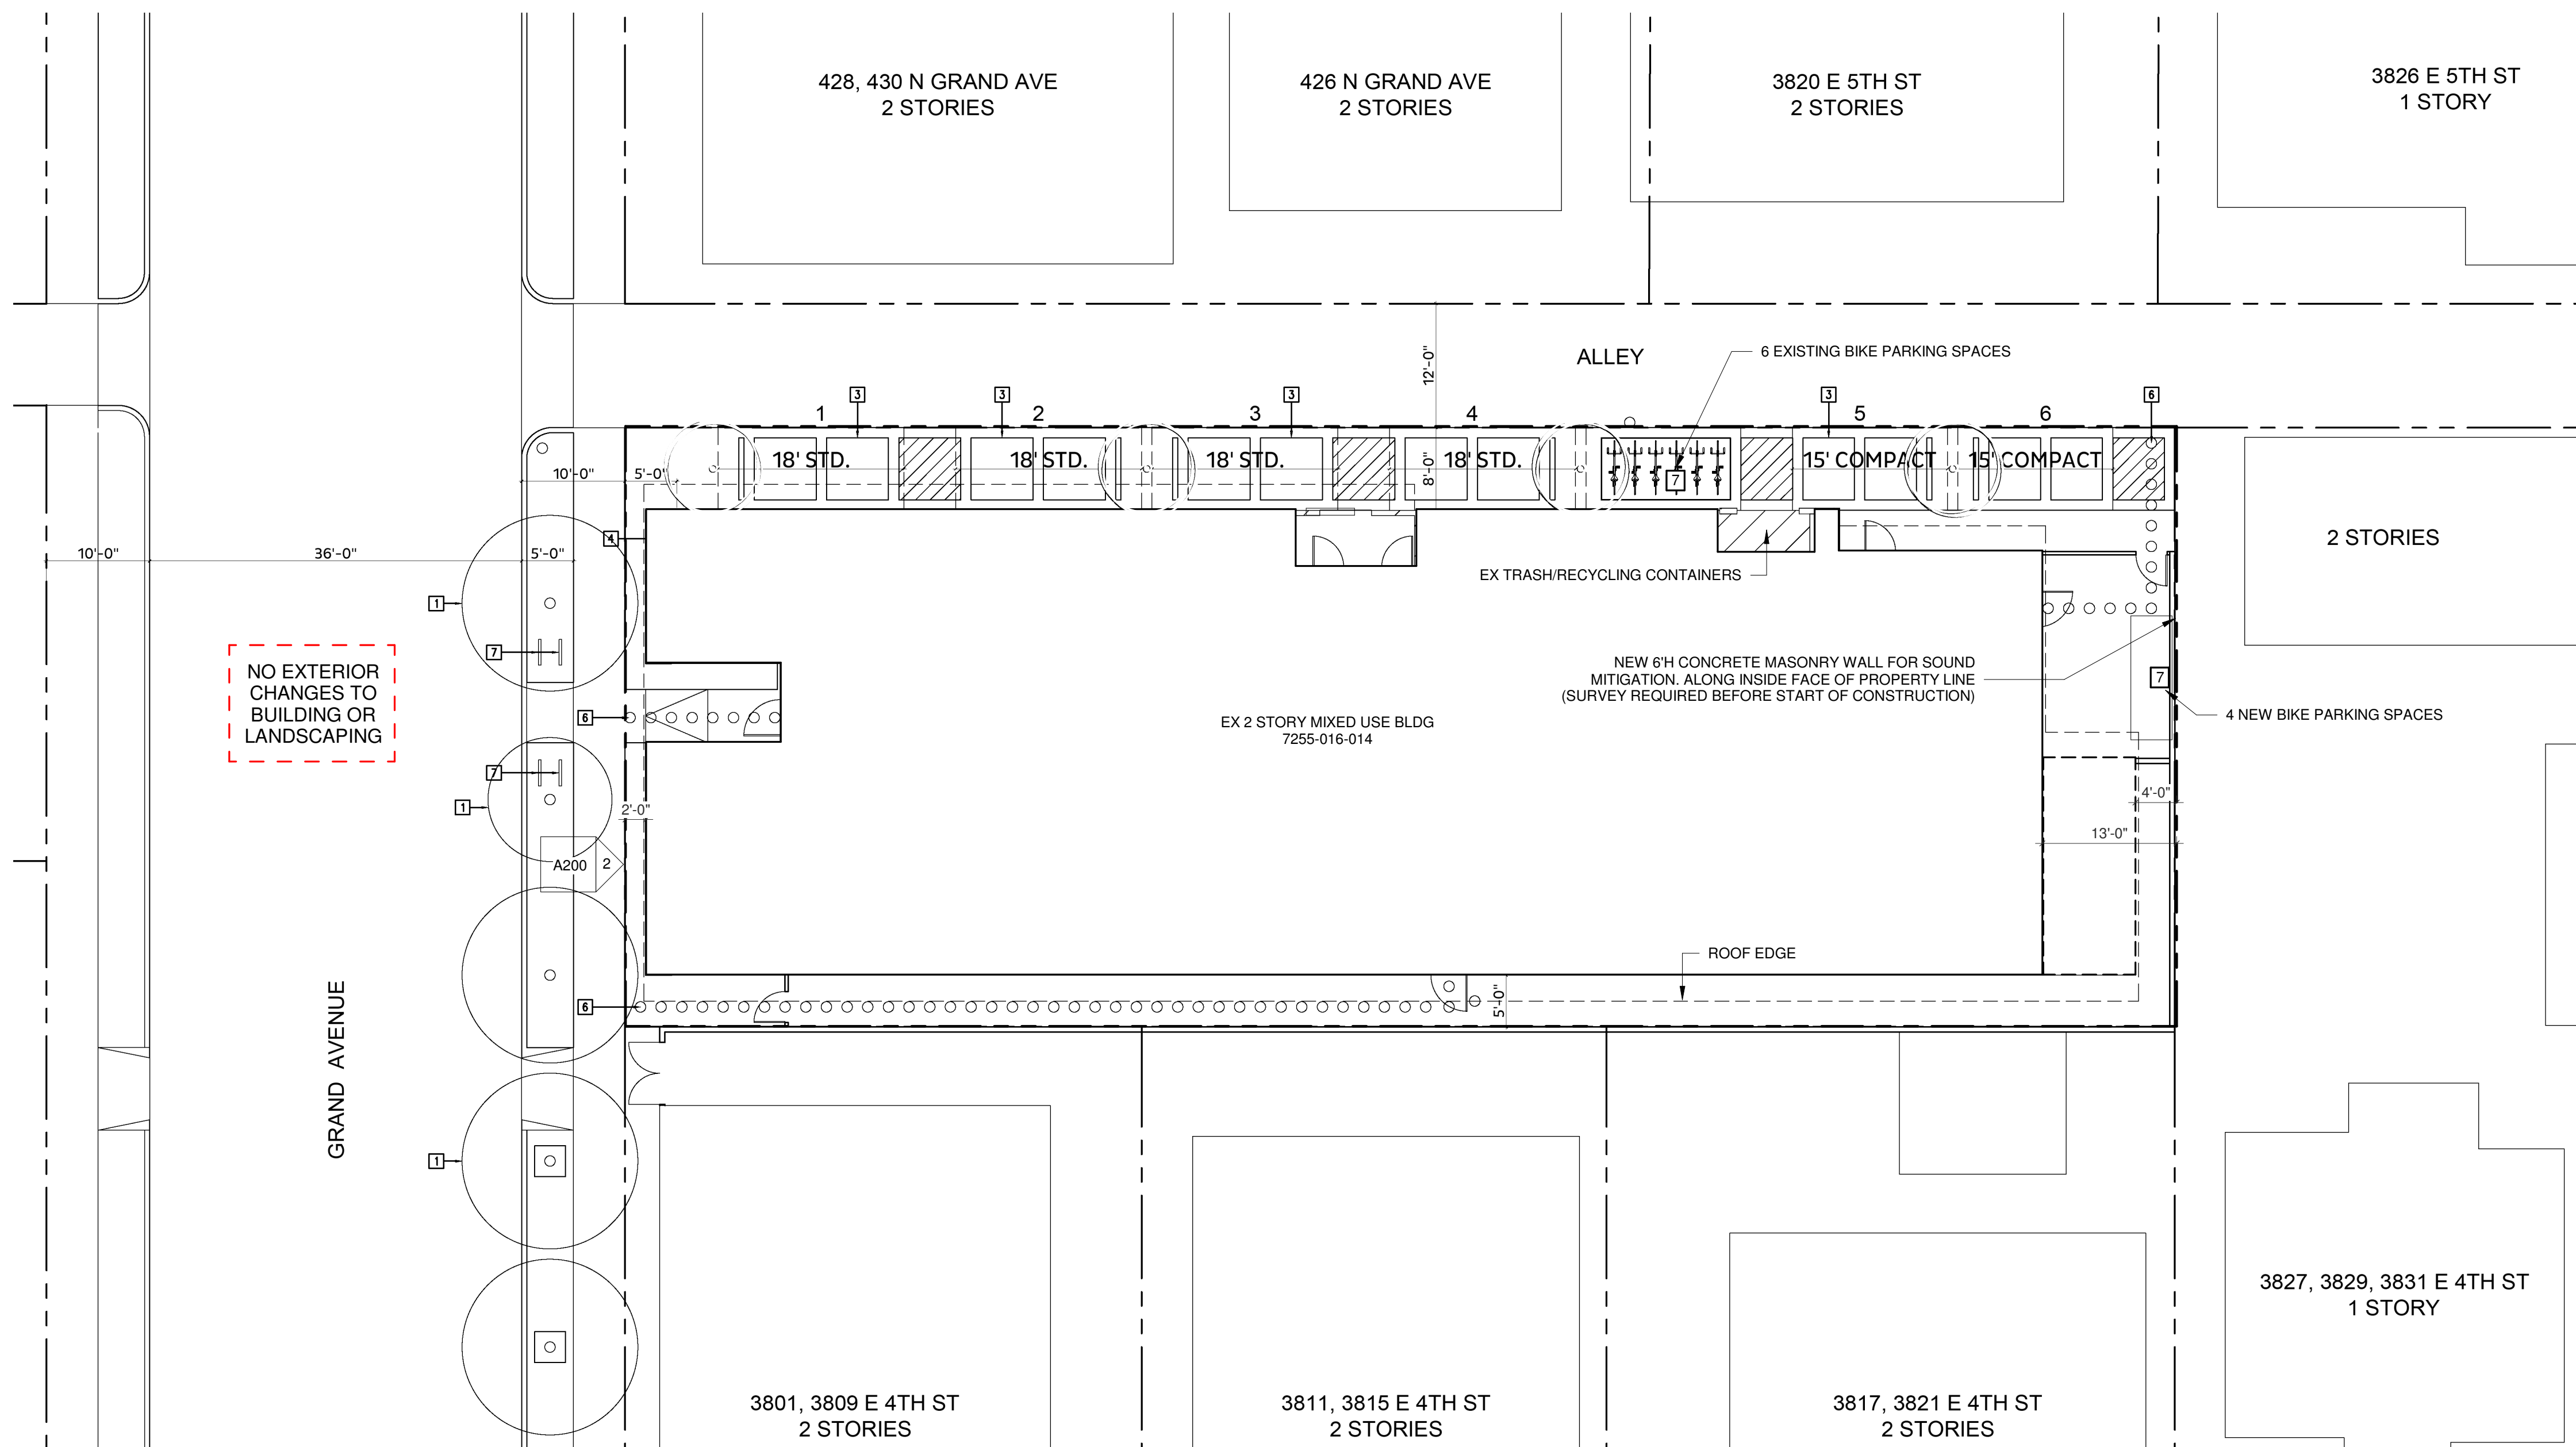 428, 430 N GRAND AVE
2 STORIES
426 N GRAND AVE
2 STORIES
3820 E 5TH ST
2 STORIES
3826 E 5TH ST
1 STORY
ALLEY
6 EXISTING BIKE PARKING SPACES
12'-0"
3
3
3
3
6
1
2
3
4
5
6
18' STD.
18' STD.
18' STD.
18' STD.
15' COMPACT
15' COMPACT
10'-0"
5'-0"
8'-0"
7
4
10'-0"
36'-0"
5'-0"
2 STORIES
EX TRASH/RECYCLING CONTAINERS
1
7
NO EXTERIOR
CHANGES TO
BUILDING OR
LANDSCAPING
NEW 6'H CONCRETE MASONRY WALL FOR SOUND
MITIGATION. ALONG INSIDE FACE OF PROPERTY LINE
(SURVEY REQUIRED BEFORE START OF CONSTRUCTION)
7
4 NEW BIKE PARKING SPACES
6
EX 2 STORY MIXED USE BLDG
7255-016-014
7
1
2'-0"
4'-0"
13'-0"
A200
2
ROOF EDGE
6
5'-0"
GRAND AVENUE
1
3827, 3829, 3831 E 4TH ST
1 STORY
3801, 3809 E 4TH ST
2 STORIES
3811, 3815 E 4TH ST
2 STORIES
3817, 3821 E 4TH ST
2 STORIES